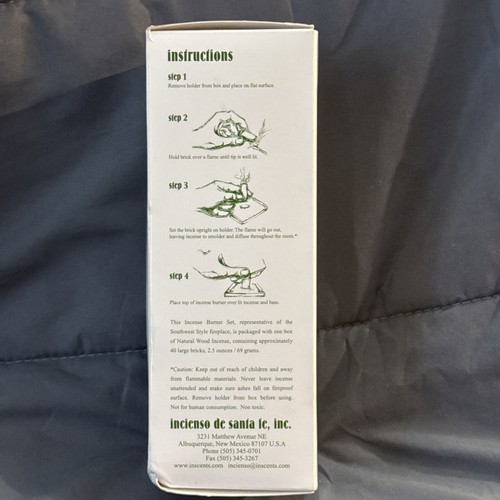 instructions
step 1
Remove holder from box and place on flat surface.
step 2
Hold brick over a flame until tip is well lit.
step 3
Set the brick upright on holder. The flame will go out,
leaving incense to smolder and diffuse throughout the room.*
step 4
Place top of incense burner over lit incense and base.
This Incense Burner Set, representative of the
Southwest Style fireplace, is packaged with one box
of Natural Wood Incense, containing approximately
40 large bricks, 2.5 ounces / 69 grams.
*Caution: Keep out of reach of children and away
from flammable materials. Never leave incense
unattended and make sure ashes fall on fireproof
surface. Remove holder from box before using.
Not for human consumption. Non toxic.
incienso de santa fe, inc.
3231 Matthew Avenue NE
Albuquerque, New Mexico 87107 U.S.A
Phone (505) 345-0701
Fax (505) 345-3267
www.inscents.com incienso@inscents.com